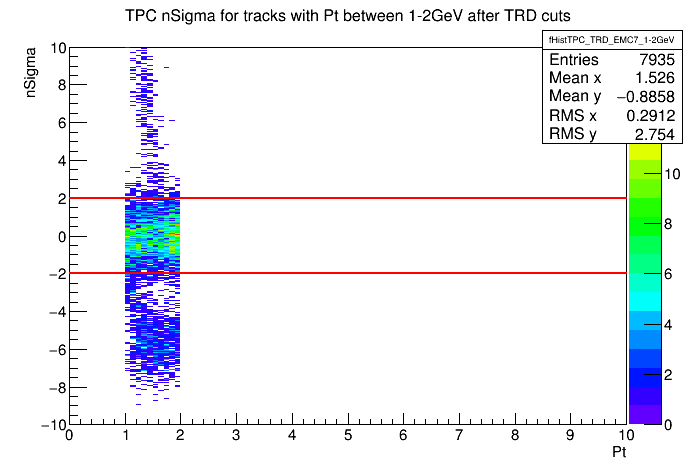 TPC nSigma for tracks with Pt between 1-2GeV after TRD cuts
fHistTPC_TRD_EMC7_1-2GeV
Entries 7935
Mean x 1.526
Mean y −0.8858
RMS x 0.2912
RMS y 2.754
nSigma
10
8
6
4
2
0
−2
−4
−6
−8
−10
0 1 2 3 4 5 6 7 8 9 10
Pt
10
8
6
4
2
0